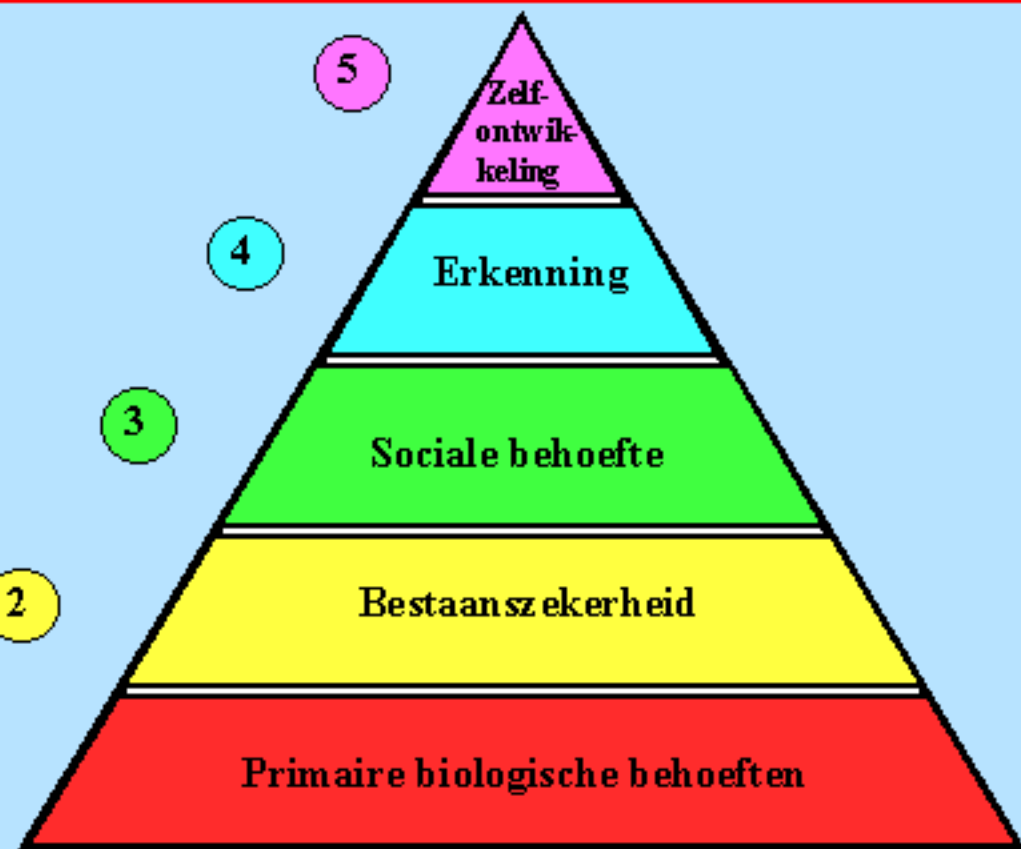 5
Zelf-
ontwik-
keling
4
Erkenning
3
Sociale behoefte
2
Bestaanszekerheid
Primaire biologische behoeften